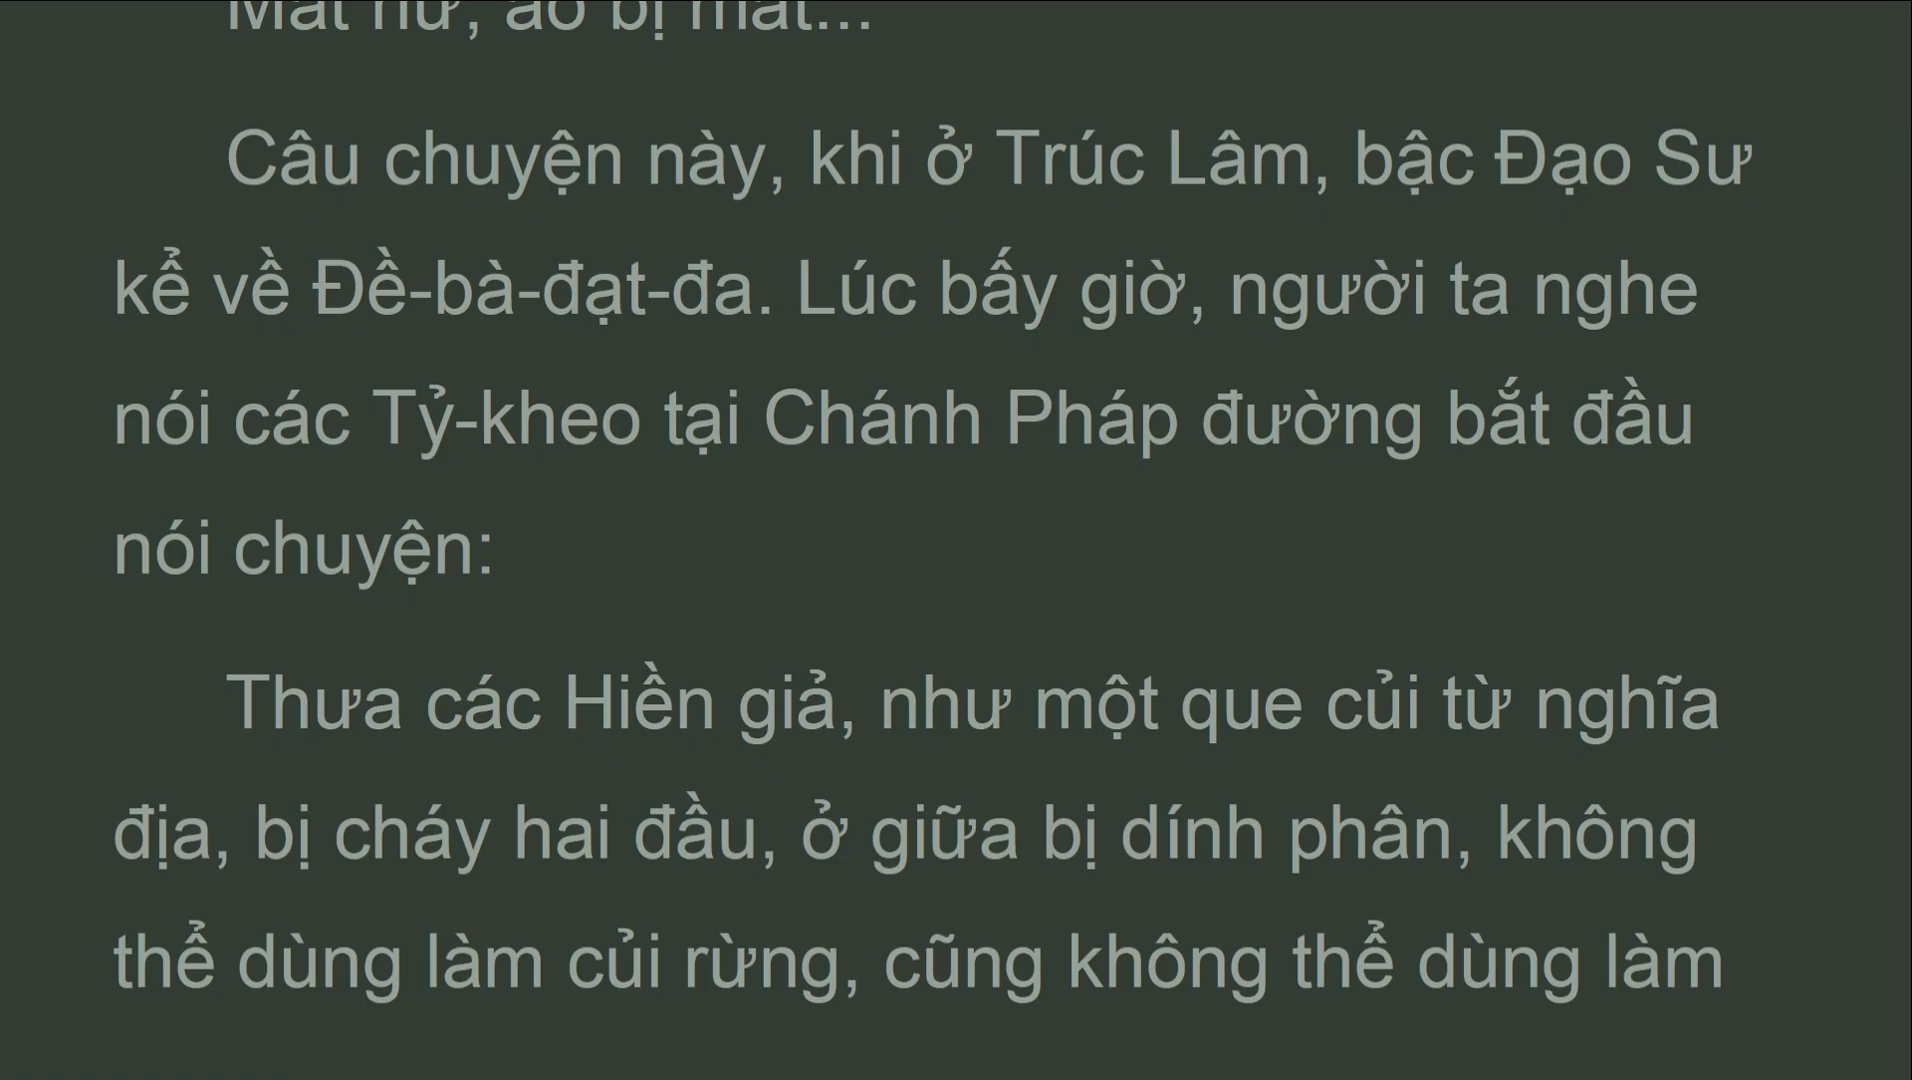 áo bị mất...
Câu chuyện này, khi ở Trúc Lâm, bậc Đạo Sư
kể về Đề-bà-đạt-đa. Lúc bấy giờ, người ta nghe
nói các Tỷ-kheo tại Chánh Pháp đường bắt đầu
nói chuyện:
Thưa các Hiền giả, như một que củi từ nghĩa
địa, bị cháy hai đầu, ở giữa bị dính phân, không
thể dùng làm củi rừng, cũng không thể dùng làm